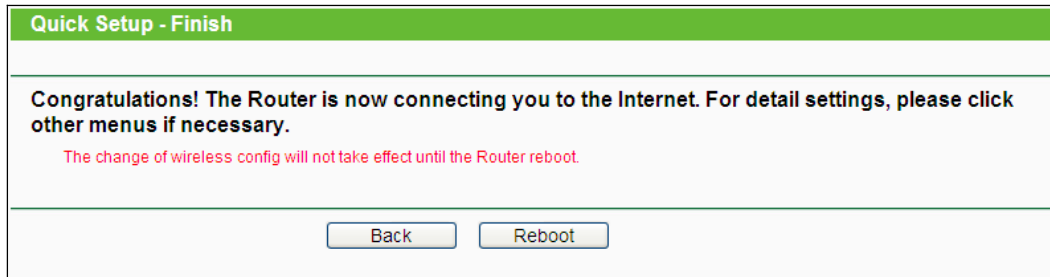 Quick Setup - Finish
Congratulations! The Router is now connecting you to the Internet. For detail settings, please click
other menus if necessary.
The change of wireless config will not take effect until the Router reboot.
Back Reboot